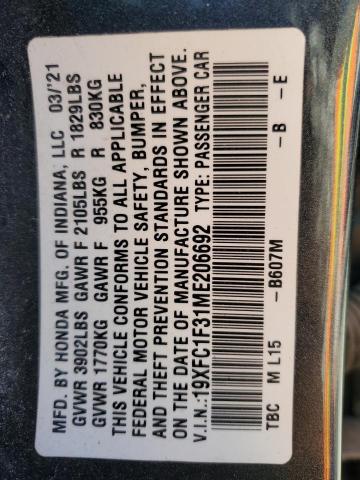 MFD. BY HONDA MFG. OF INDIANA, LLC 03/'21
GVWR 3902LBS GAWR F 2105LBS R 1829LBS
GVWR 1770KG GAWR F 955KG R 830KG
THIS VEHICLE CONFORMS TO ALL APPLICABLE
FEDERAL MOTOR VEHICLE SAFETY, BUMPER,
AND THEFT PREVENTION STANDARDS IN EFFECT
ON THE DATE OF MANUFACTURE SHOWN ABOVE.
V.I.N.:19XFC1F31ME206692 TYPE: PASSENGER CAR
TBC M L15 -B607M -B -E